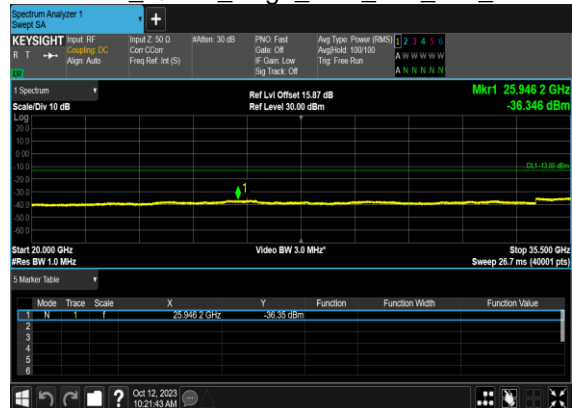 Spectrum Analyzer 1
Swept SA
+
KEYSIGHT Input: RF Input Z: 50 Ω #Atten: 30 dB PNO: Fast Avg Type: Power (RMS) 1 2 3 4 5 6
R T Coupling: DC Corr CCorr Gate: Off Avg|Hold: 100/100 A W W W W W
Align: Auto Freq Ref: Int (S) IF Gain: Low Trig: Free Run
Sig Track: Off A N N N N N
1 Spectrum Ref Lvl Offset 15.87 dB Mkr1 25.946 2 GHz
Scale/Div 10 dB Ref Level 30.00 dBm -36.346 dBm
Log
20.0
10.0
0.00
-10.0 DL1 -13.00 dBm
-20.0
-30.0 1
-40.0
-50.0
-60.0
Start 20.000 GHz Video BW 3.0 MHz* Stop 35.500 GHz
#Res BW 1.0 MHz Sweep 26.7 ms (40001 pts)
5 Marker Table
Mode Trace Scale X Y Function Function Width Function Value
1 N 1 f 25.946 2 GHz -36.35 dBm
2
3
4
5
6
? Oct 12, 2023
10:21:43 AM